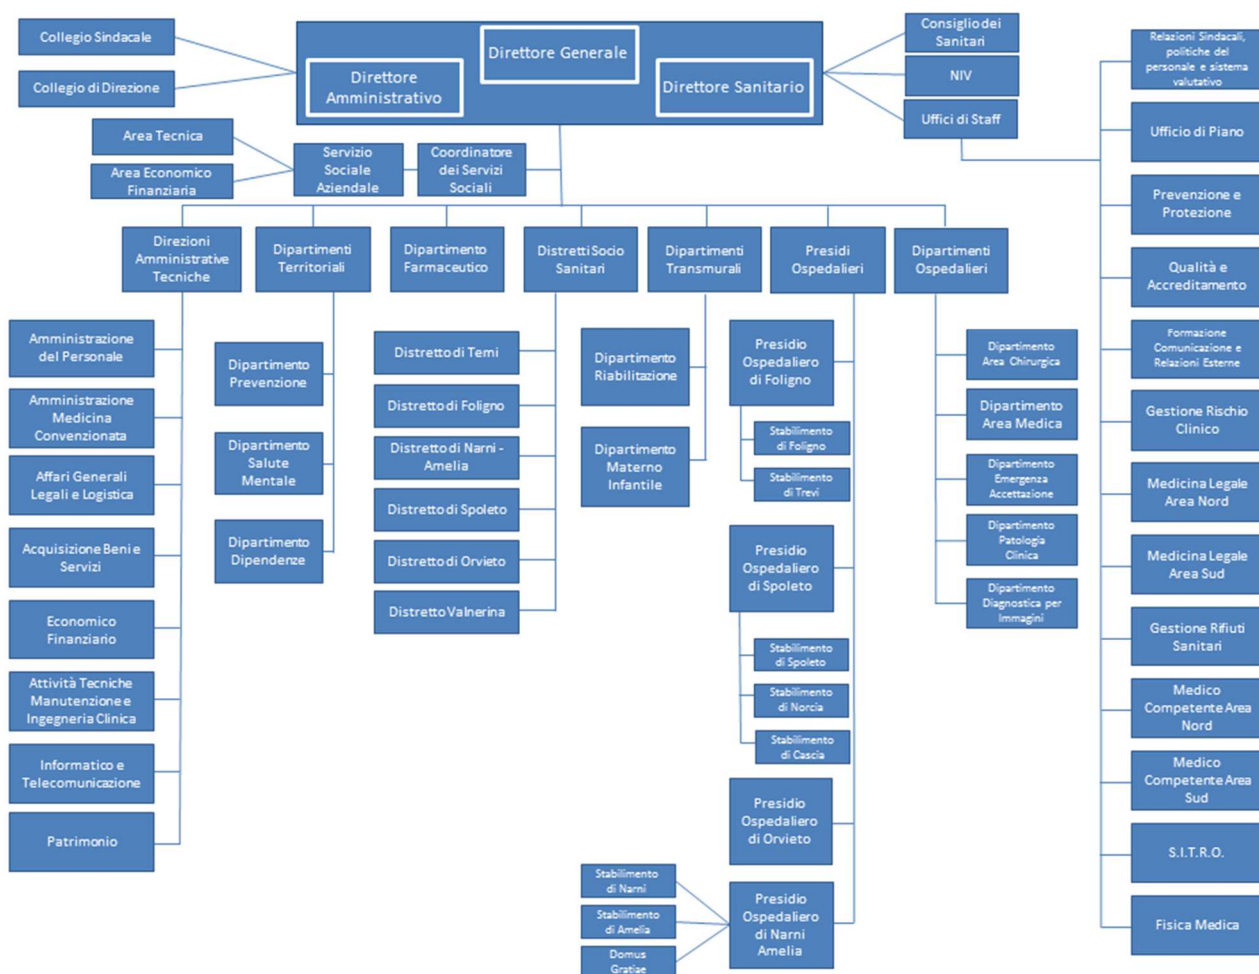 Collegio Sindacale
Collegio di Direzione
Direttore Generale
Direttore
Amministrativo
Direttore Sanitario
Consiglio dei
Sanitari
NIV
Uffici di Staff
Area Tecnica
Area Economico
Finanziaria
Servizio
Sociale
Aziendale
Coordinatore
dei Servizi
Sociali
Direzioni
Amministrative
Tecniche
Dipartimenti
Territoriali
Dipartimento
Farmaceutico
Distretti Socio
Sanitari
Dipartimenti
Transmurali
Presidi
Ospedalieri
Dipartimenti
Ospedalieri
Amministrazione
del Personale
Amministrazione
Medicina
Convenzionata
Affari Generali
Legali e Logistica
Acquisizione Beni e
Servizi
Economico
Finanziario
Attività Tecniche
Manutenzione e
Ingegneria Clinica
Informatico e
Telecomunicazione
Patrimonio
Dipartimento
Prevenzione
Dipartimento
Salute
Mentale
Dipartimento
Dipendenze
Distretto di Terni
Distretto di Foligno
Distretto di Narni -
Amelia
Distretto di Spoleto
Distretto di Orvieto
Distretto Valnerina
Dipartimento
Riabilitazione
Dipartimento
Materno
Infantile
Presidio
Ospedaliero
di Foligno
Stabilimento
di Foligno
Stabilimento
di Trevi
Presidio
Ospedaliero
di Spoleto
Stabilimento
di Spoleto
Stabilimento
di Norcia
Stabilimento
di Cascia
Presidio
Ospedaliero
di Orvieto
Presidio
Ospedaliero
di Narni
Amelia
Stabilimento
di Narni
Stabilimento
di Amelia
Domus
Gratiae
Dipartimento
Area Chirurgica
Dipartimento
Area Medica
Dipartimento
Emergenza
Accettazione
Dipartimento
Patologia
Clinica
Dipartimento
Diagnostica per
Immagini
Relazioni Sindacali,
politiche del
personale e sistema
valutativo
Ufficio di Piano
Prevenzione e
Protezione
Qualità e
Accreditamento
Formazione
Comunicazione e
Relazioni Esterne
Gestione Rischio
Clinico
Medicina Legale
Area Nord
Medicina Legale
Area Sud
Gestione Rifiuti
Sanitari
Medico
Competente Area
Nord
Medico
Competente Area
Sud
S.I.T.R.O.
Fisica Medica